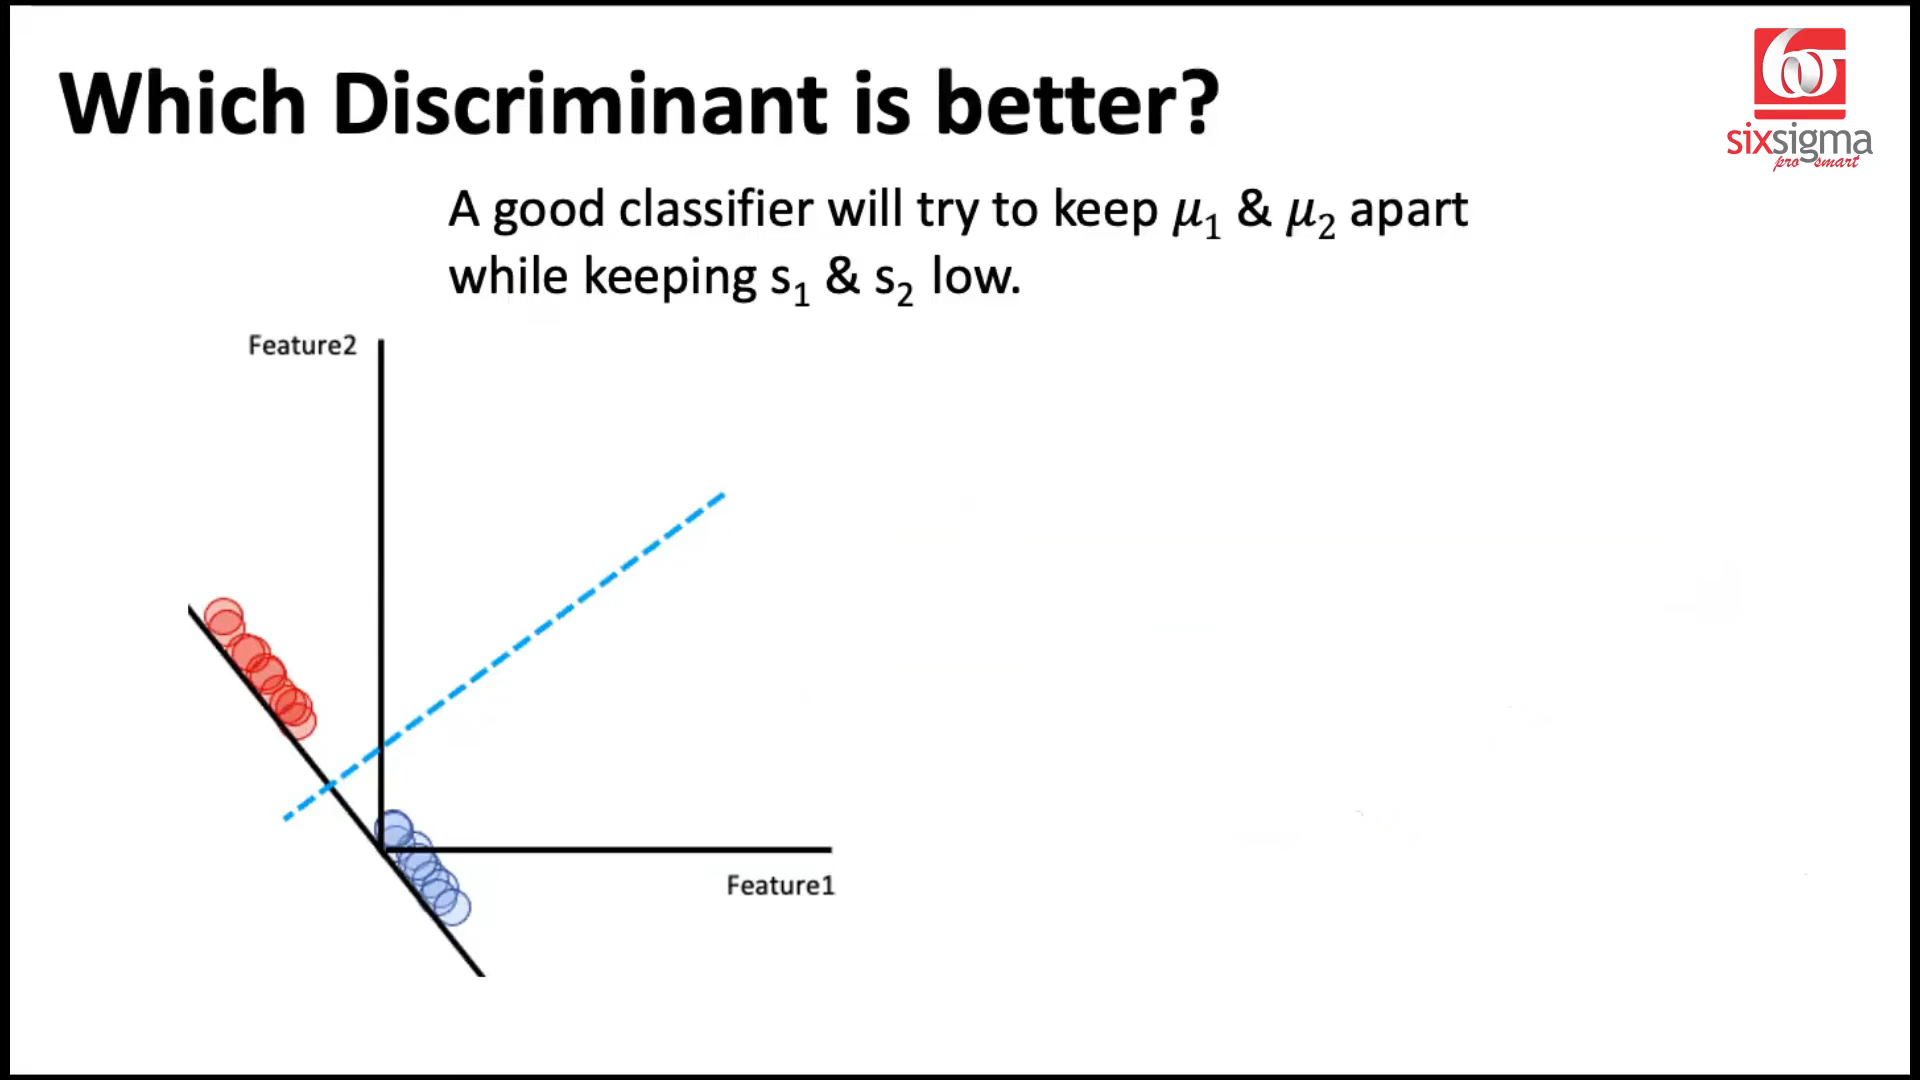 Which Discriminant is better?
sixsigma
pro smart
A good classifier will try to keep μ₁ & μ₂ apart
while keeping s₁ & s₂ low.
Feature2
Feature1